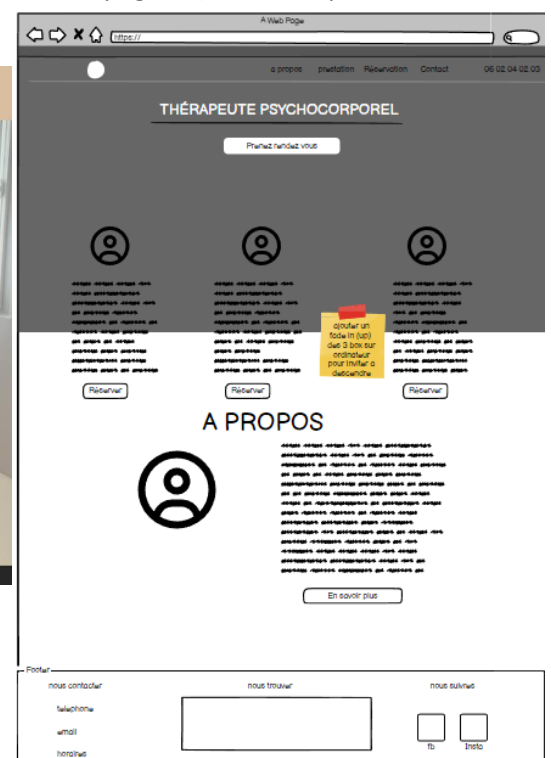 A Web Page
https://
a propos prestation Réservation Contact 06 02 04 02 03
THÉRAPEUTE PSYCHOCORPOREL
Prenez rendez vous
ajouter un
fade in (up)
des 3 box sur
ordinateur
pour inviter a
descendre
Réserver Réserver Réserver
A PROPOS
En savoir plus
Footer
nous contacter nous trouver nous suivres
telephone
email
fb Insta
horaires